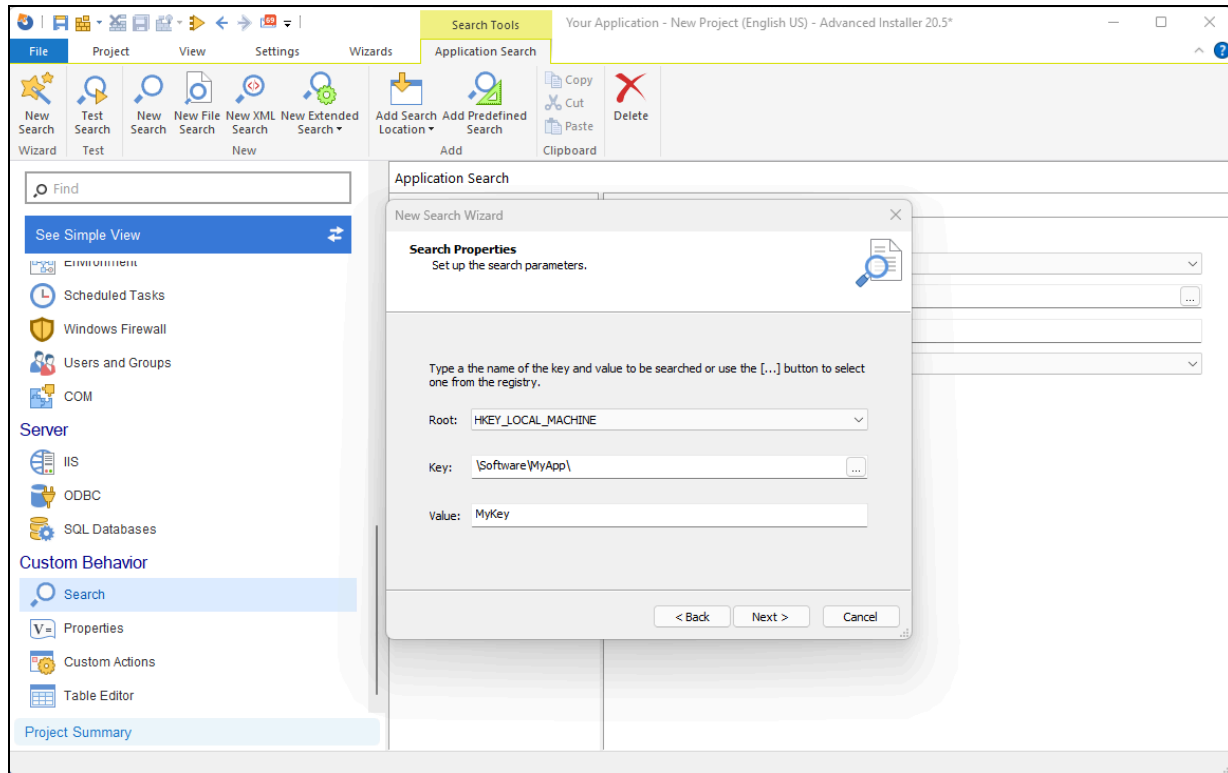 Search Tools
Your Application - New Project (English US) - Advanced Installer 20.5*
File Project View Settings Wizards Application Search
New Search
Test Search
New Search
New File Search
New XML Search
New Extended Search
Add Search Location
Add Predefined Search
Copy
Cut
Paste
Delete
Wizard Test New Add Clipboard
Find
Application Search
See Simple View
Environment
Scheduled Tasks
Windows Firewall
Users and Groups
COM
Server
IIS
ODBC
SQL Databases
Custom Behavior
Search
Properties
Custom Actions
Table Editor
Project Summary
New Search Wizard
Search Properties
Set up the search parameters.
Type a the name of the key and value to be searched or use the [...] button to select
one from the registry.
Root: HKEY_LOCAL_MACHINE
Key: \Software\MyApp\
...
Value: MyKey
< Back Next > Cancel
...